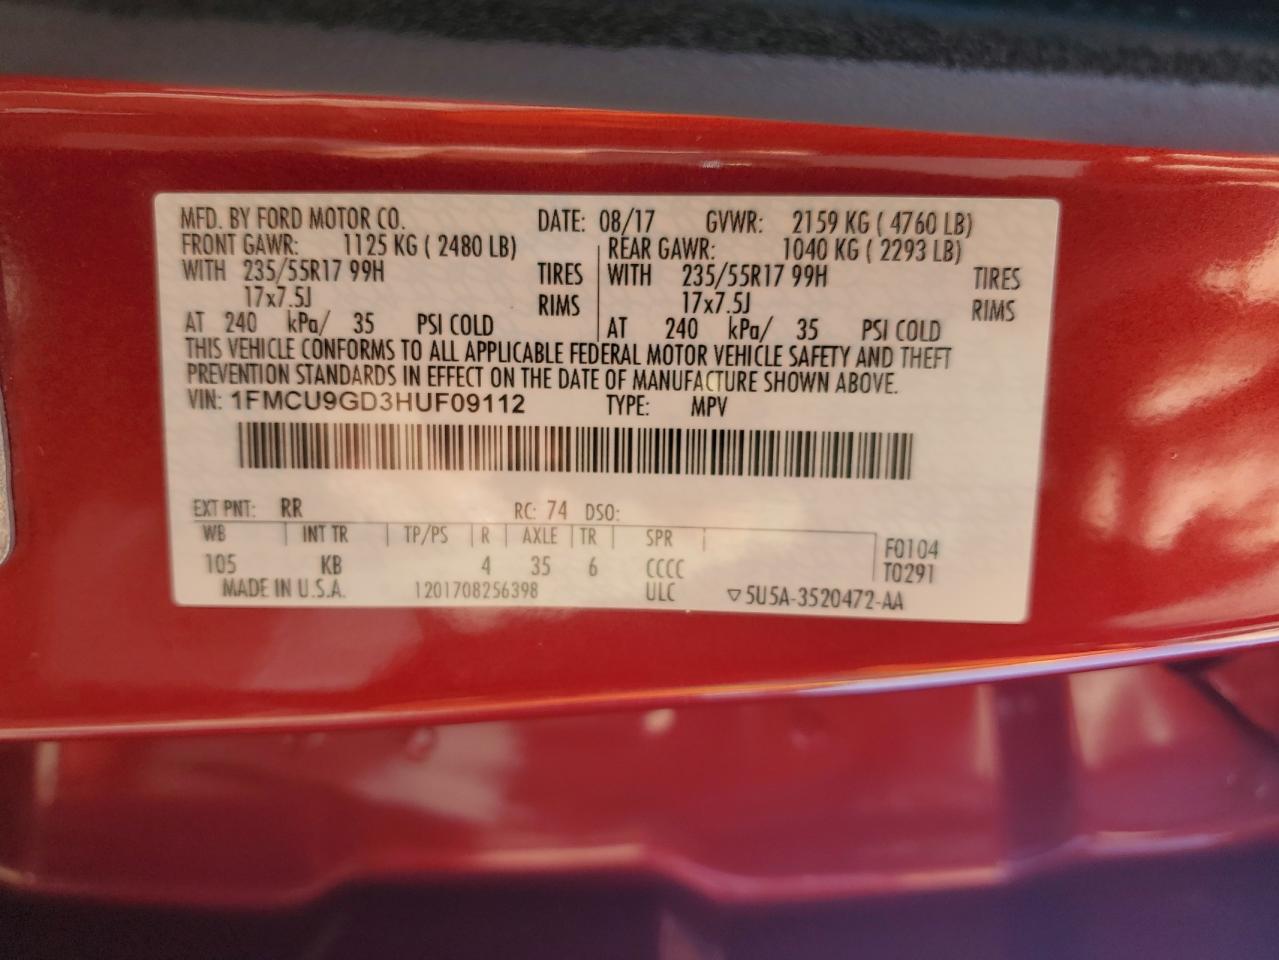 MFD. BY FORD MOTOR CO. DATE: 08/17 GVWR: 2159 KG ( 4760 LB)
FRONT GAWR: 1125 KG ( 2480 LB) REAR GAWR: 1040 KG ( 2293 LB)
WITH 235/55R17 99H TIRES WITH 235/55R17 99H TIRES
17x7.5J RIMS 17x7.5J RIMS
AT 240 kPa/ 35 PSI COLD AT 240 kPa/ 35 PSI COLD
THIS VEHICLE CONFORMS TO ALL APPLICABLE FEDERAL MOTOR VEHICLE SAFETY AND THEFT
PREVENTION STANDARDS IN EFFECT ON THE DATE OF MANUFACTURE SHOWN ABOVE.
VIN: 1FMCU9GD3HUF09112 TYPE: MPV
EXT PNT: RR RC: 74 DSO:
WB INT TR TP/PS R AXLE TR SPR
105 KB 4 35 6 CCCC F0104
T0291
MADE IN U.S.A. 1201708256398 ULC ▽5U5A-3520472-AA